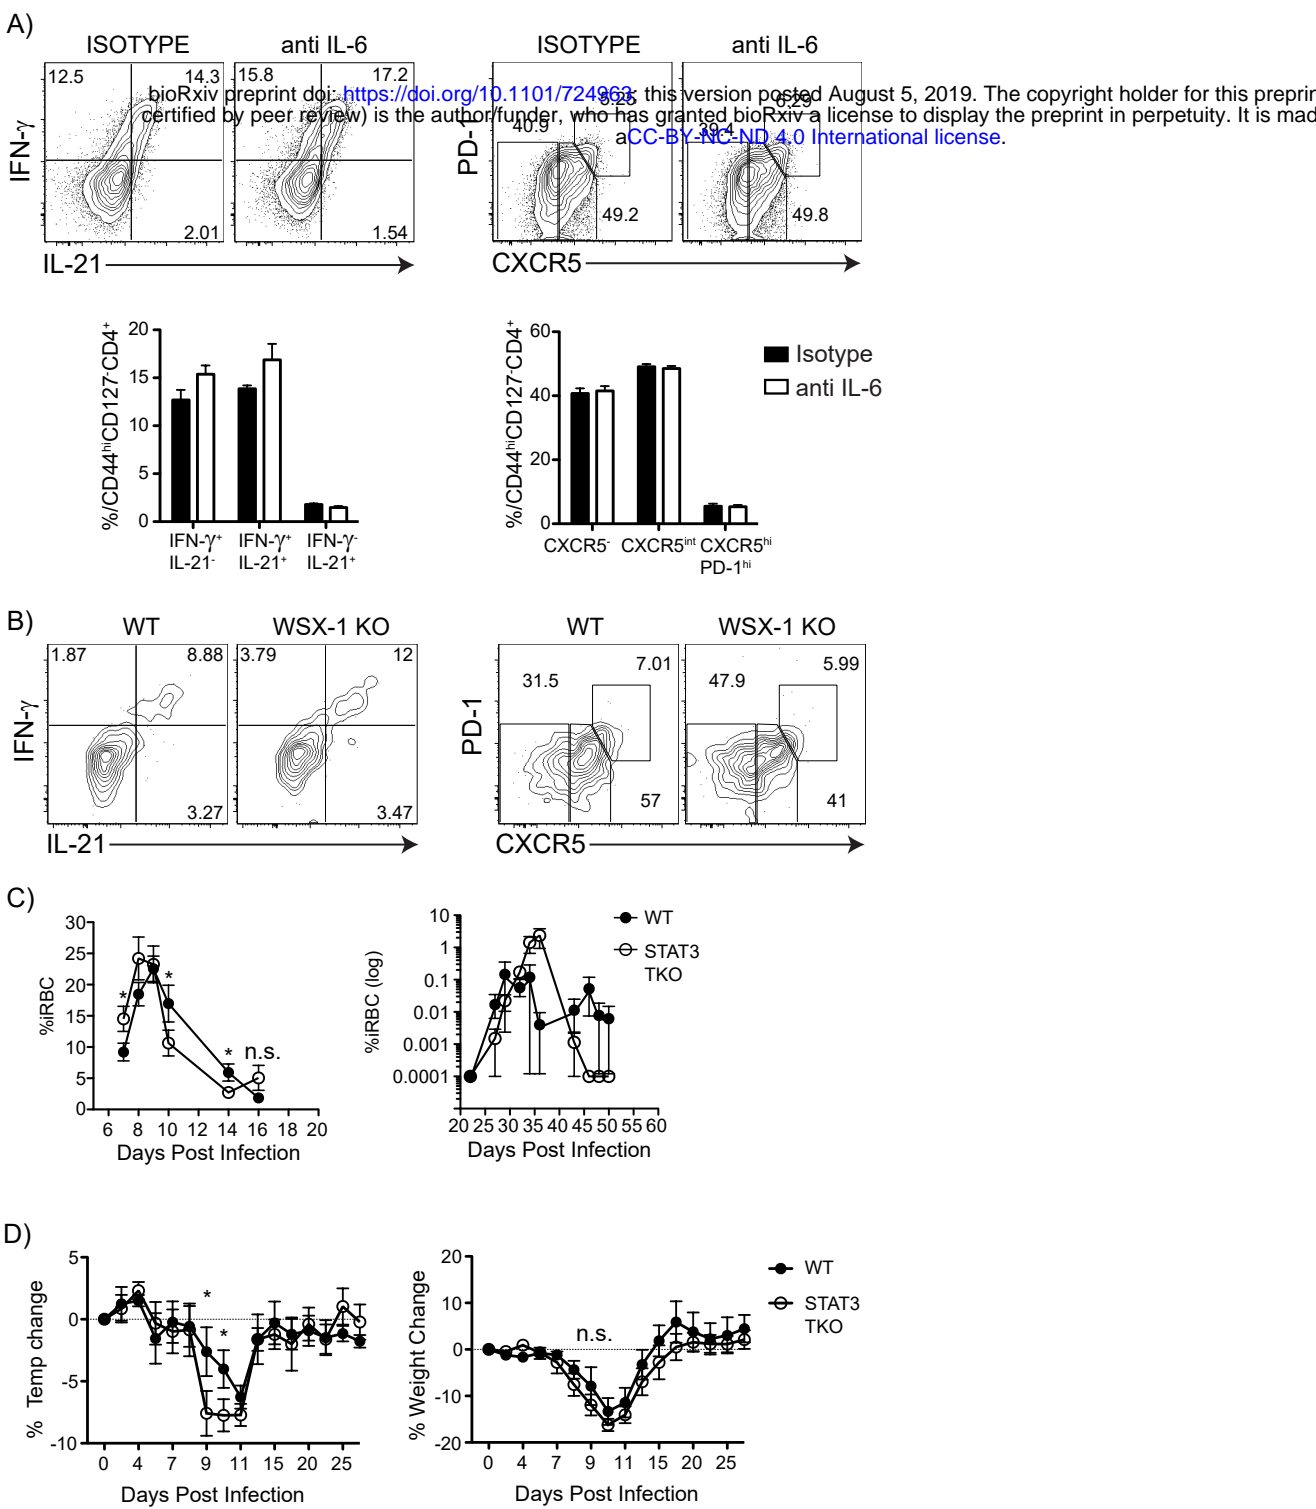 A)
ISOTYPE anti IL-6 ISOTYPE anti IL-6
12.5 14.3 15.8 17.2
bioRxiv preprint doi: https://doi.org/10.1101/724963; this version posted August 5, 2019. The copyright holder for this preprin
certified by peer review) is the author/funder, who has granted bioRxiv a license to display the preprint in perpetuity. It is mad
aCC-BY-NC-ND 4.0 International license.
5.25 6.29
40.9 39.4
IFN-γ
PD-1
49.2 49.8
2.01 1.54
IL-21 CXCR5
%/CD44hiCD127-CD4+
20
15
10
5
0
IFN-γ+ IFN-γ+ IFN-γ-
IL-21- IL-21+ IL-21+
%/CD44hiCD127-CD4+
60
40
20
0
CXCR5- CXCR5int CXCR5hi
PD-1hi
Isotype
anti IL-6
B)
WT WSX-1 KO WT WSX-1 KO
1.87 8.88 3.79 12
7.01 5.99
31.5 47.9
IFN-γ
PD-1
57 41
3.27 3.47
IL-21 CXCR5
C)
%iRBC
30
25
20
15
10
5
0
* * * n.s.
6 8 10 12 14 16 18 20
Days Post Infection
%iRBC (log)
10
1
0.1
0.01
0.001
0.0001
20 25 30 35 40 45 50 55 60
Days Post Infection
WT
STAT3
TKO
D)
% Temp change
5
0
-5
-10
* *
0 4 7 9 11 15 20 25
Days Post Infection
% Weight Change
20
10
0
-10
-20
n.s.
0 4 7 9 11 15 20 25
Days Post Infection
WT
STAT3
TKO